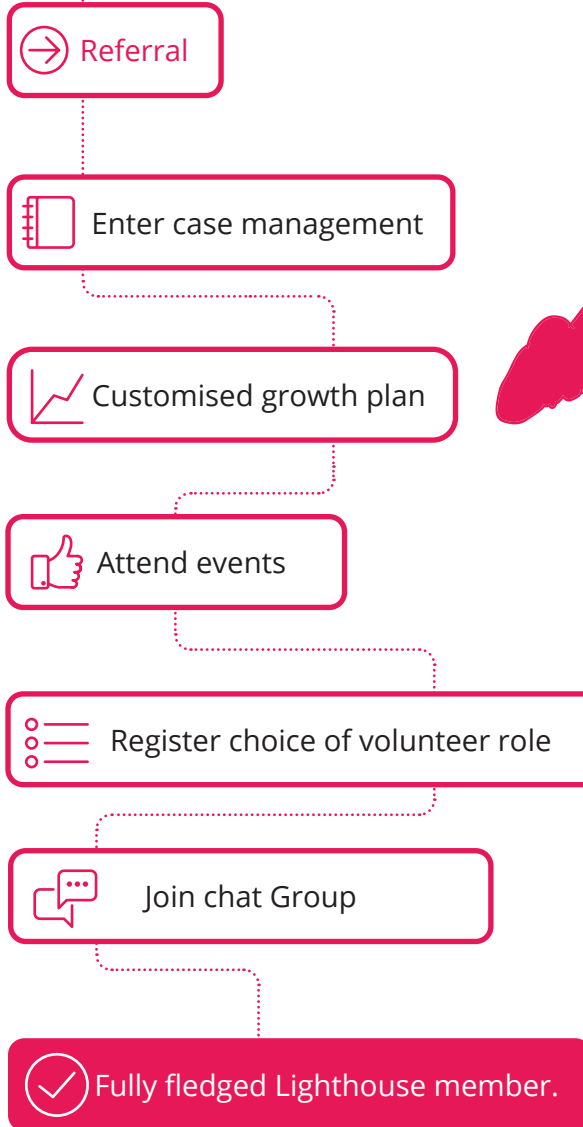 Referral
Enter case management
Customised growth plan
Attend events
Register choice of volunteer role
Join chat Group
Fully fledged Lighthouse member.